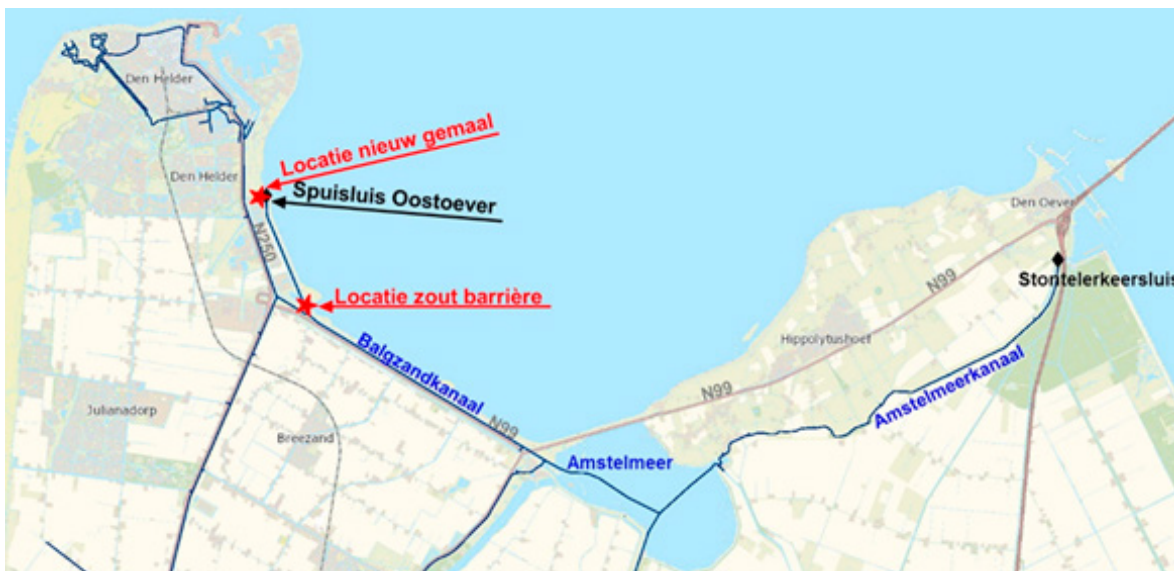 Den Helder
Locatie nieuw gemaal
Den Helder
Spuisluis Oostoever
Den Oever
N250
N99
Stontelerkeersluis
Locatie zout barrière
Hippolytushoef
Balgzandkanaal
Amstelmeerkanaal
N99
Julianadorp
Breezand
N99
Amstelmeer